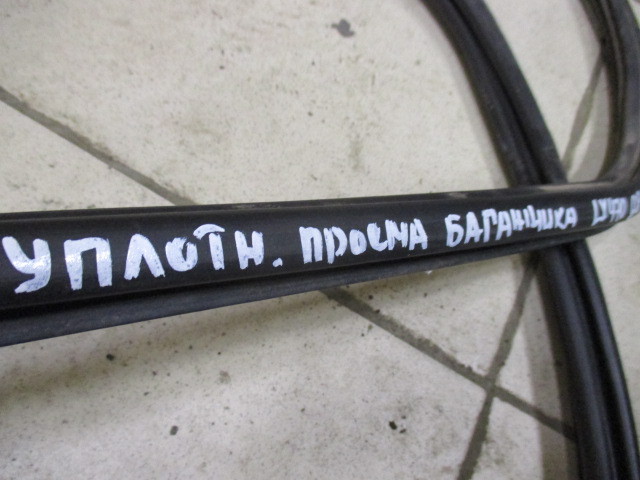 УПЛОТН. ПРОЕМА БАГАЖНИКА